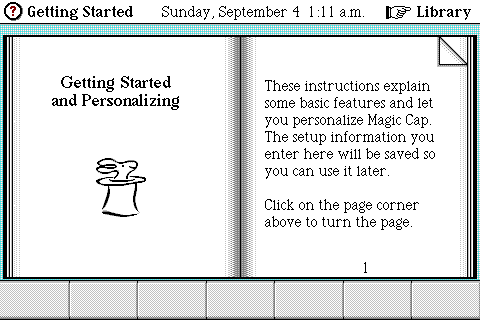 Getting Started
Sunday, September 4 1:11 a.m.
Library
Getting Started
and Personalizing
These instructions explain
some basic features and let
you personalize Magic Cap.
The setup information you
enter here will be saved so
you can use it later.
Click on the page corner
above to turn the page.
1